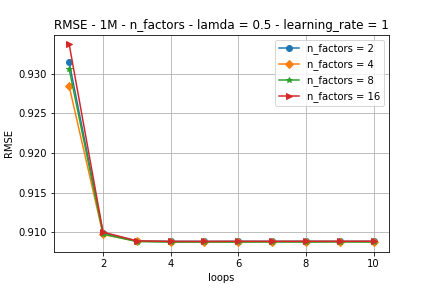 RMSE - 1M - n_factors - lamda = 0.5 - learning_rate = 1
n_factors = 2
n_factors = 4
n_factors = 8
n_factors = 16
RMSE
0.930
0.925
0.920
0.915
0.910
2
4
6
8
10
loops